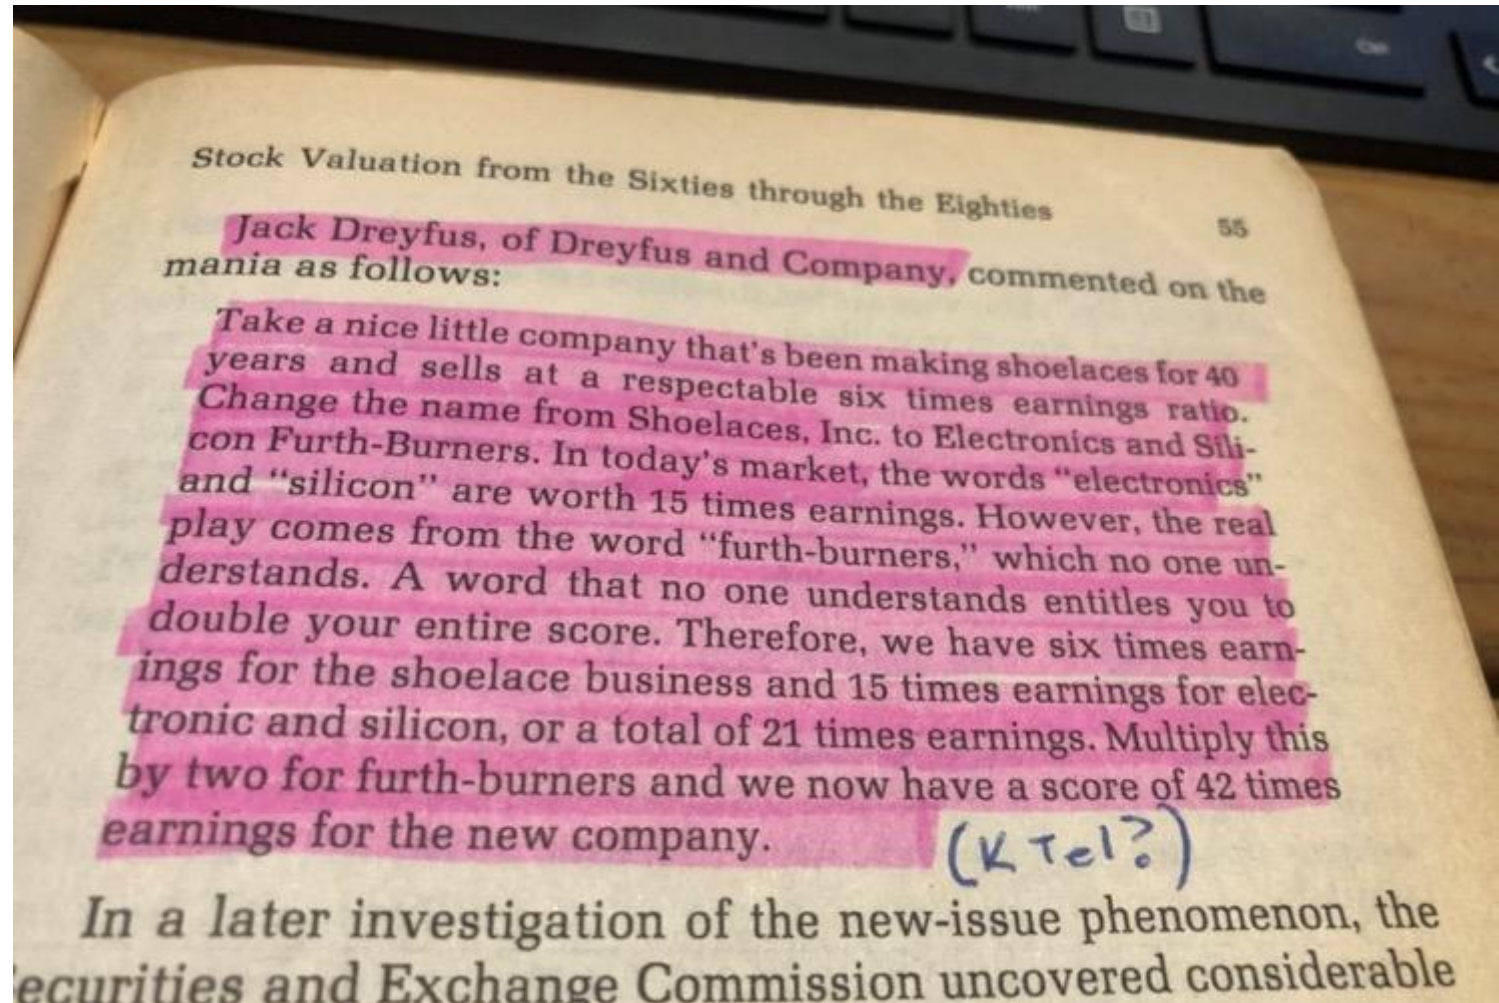 Stock Valuation from the Sixties through the Eighties 55
Jack Dreyfus, of Dreyfus and Company, commented on the
mania as follows:
Take a nice little company that's been making shoelaces for 40
years and sells at a respectable six times earnings ratio.
Change the name from Shoelaces, Inc. to Electronics and Sili-
con Furth-Burners. In today's market, the words "electronics"
and "silicon" are worth 15 times earnings. However, the real
play comes from the word "furth-burners," which no one un-
derstands. A word that no one understands entitles you to
double your entire score. Therefore, we have six times earn-
ings for the shoelace business and 15 times earnings for elec-
tronic and silicon, or a total of 21 times earnings. Multiply this
by two for furth-burners and we now have a score of 42 times
earnings for the new company.
(K Tel?)
In a later investigation of the new-issue phenomenon, the
ecurities and Exchange Commission uncovered considerable